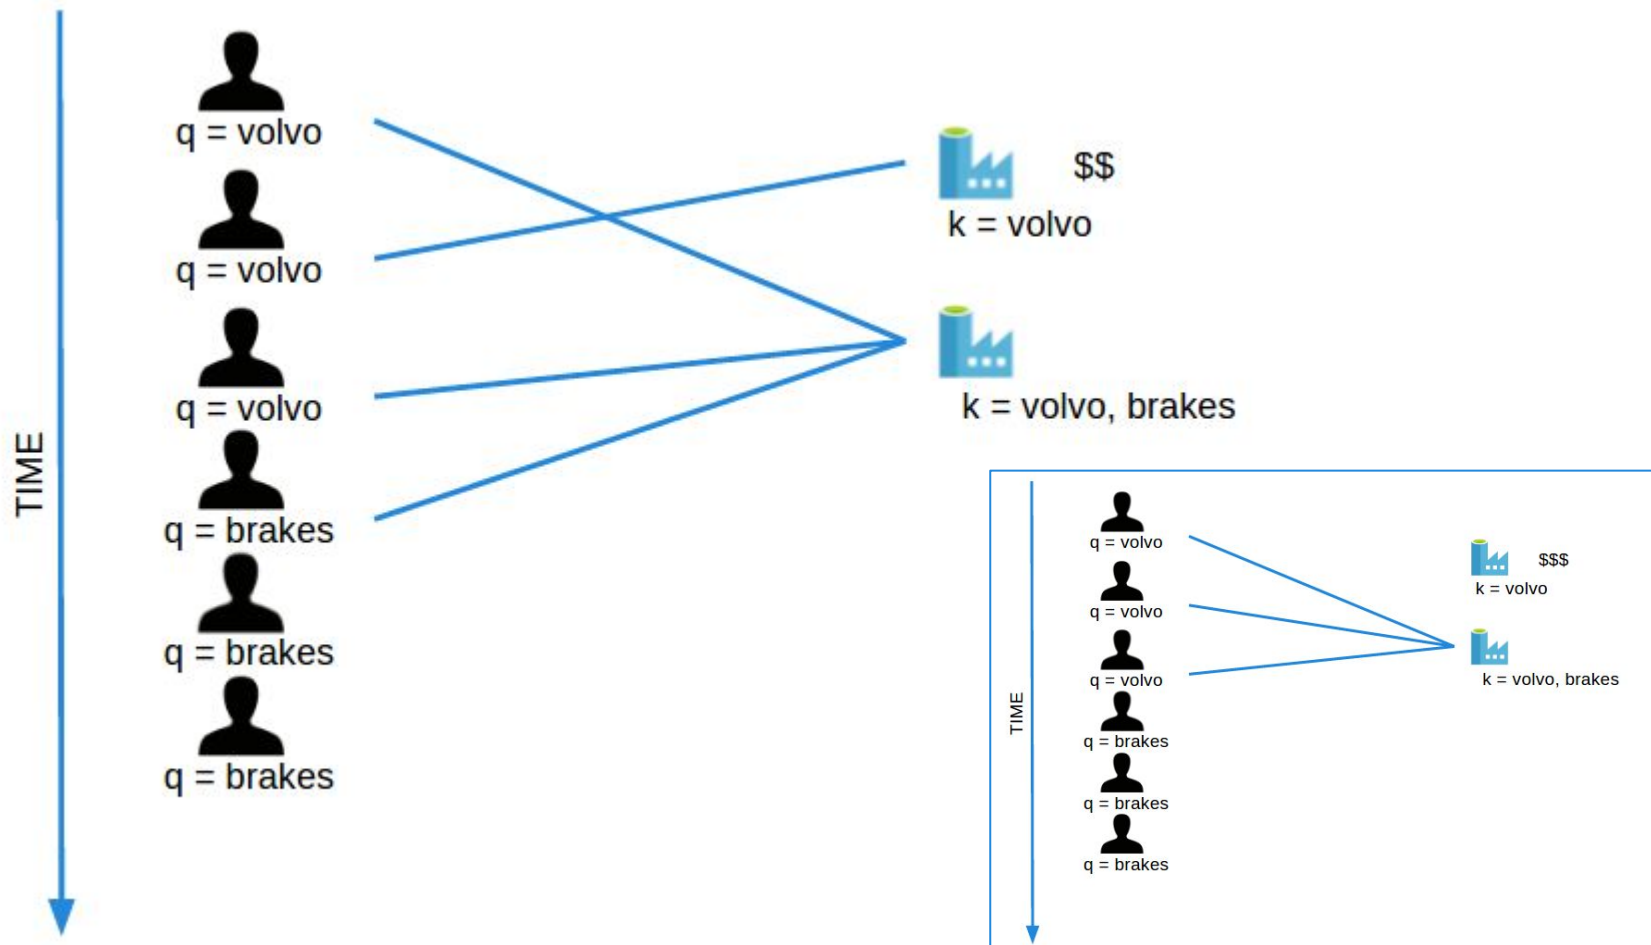 q = volvo
q = volvo
q = volvo
q = brakes
q = brakes
q = brakes
TIME
$$
k = volvo
k = volvo, brakes
q = volvo
q = volvo
q = volvo
q = brakes
q = brakes
q = brakes
TIME
$$$
k = volvo
k = volvo, brakes